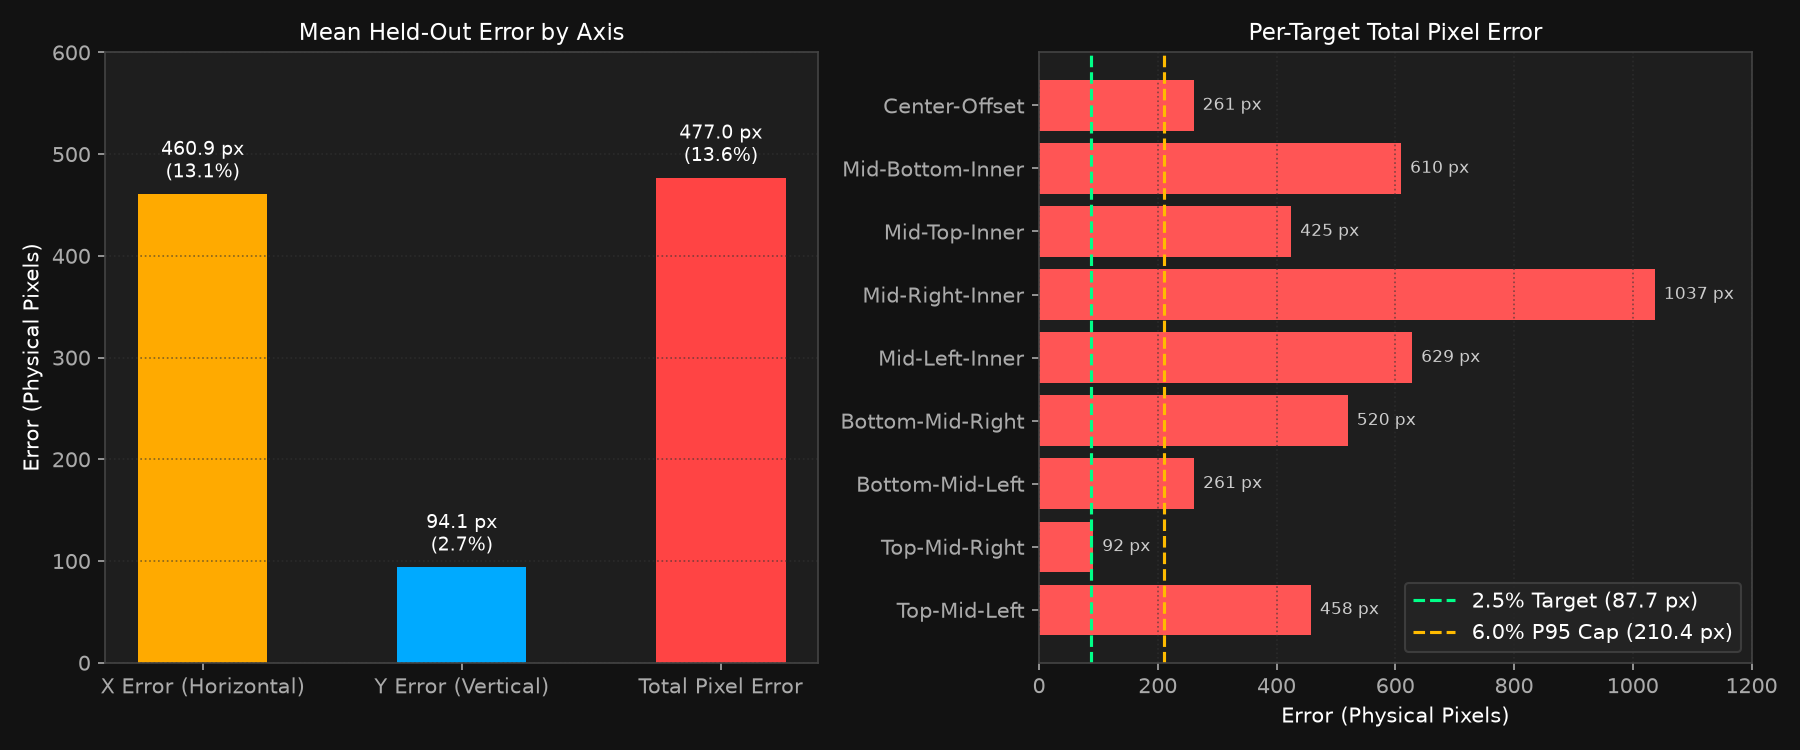 Mean Held-Out Error by Axis
Error (Physical Pixels)
600
500
400
300
200
100
0
460.9 px
(13.1%)
94.1 px
(2.7%)
477.0 px
(13.6%)
X Error (Horizontal)
Y Error (Vertical)
Total Pixel Error
Per-Target Total Pixel Error
Center-Offset
261 px
Mid-Bottom-Inner
610 px
Mid-Top-Inner
425 px
Mid-Right-Inner
1037 px
Mid-Left-Inner
629 px
Bottom-Mid-Right
520 px
Bottom-Mid-Left
261 px
Top-Mid-Right
92 px
Top-Mid-Left
458 px
2.5% Target (87.7 px)
6.0% P95 Cap (210.4 px)
0
200
400
600
800
1000
1200
Error (Physical Pixels)